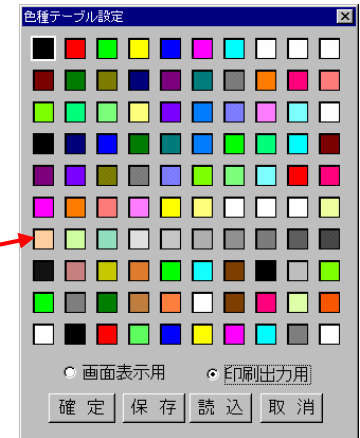 色種テーブル設定
画面表示用 印刷出力用
確 定 保 存 読 込 取 消